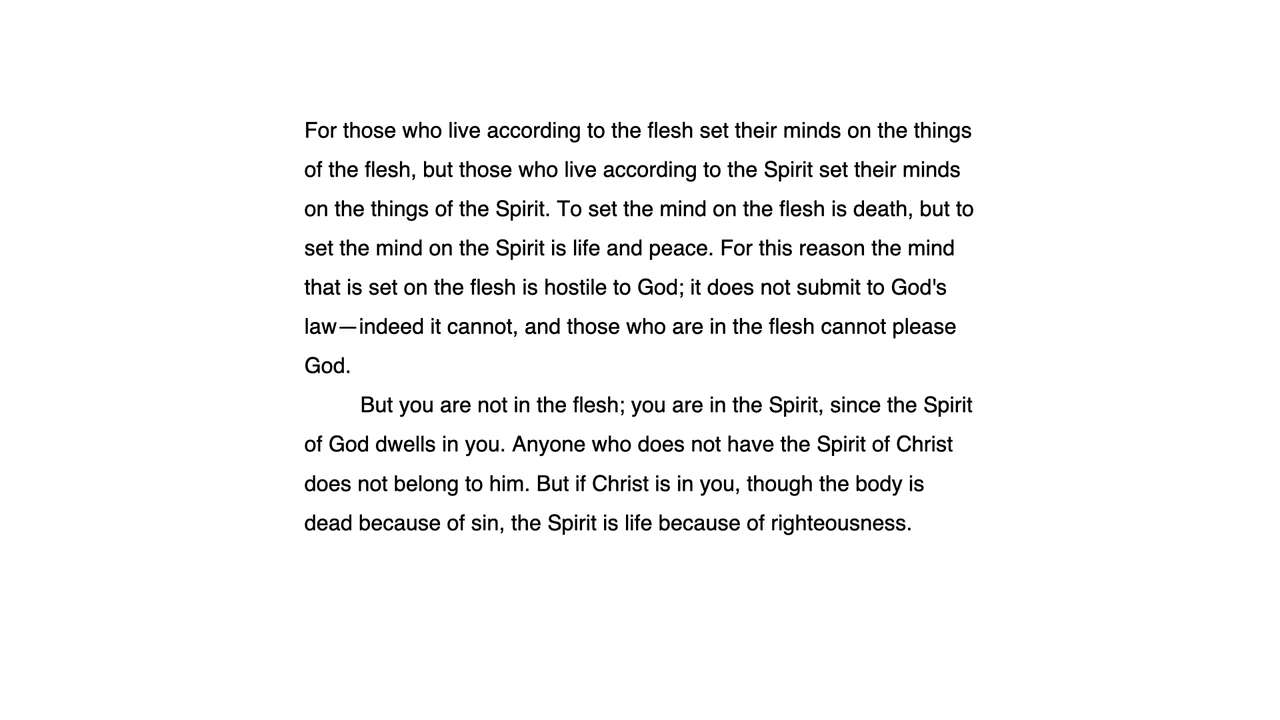 For those who live according to the flesh set their minds on the things
of the flesh, but those who live according to the Spirit set their minds
on the things of the Spirit. To set the mind on the flesh is death, but to
set the mind on the Spirit is life and peace. For this reason the mind
that is set on the flesh is hostile to God; it does not submit to God's
law—indeed it cannot, and those who are in the flesh cannot please
God.
But you are not in the flesh; you are in the Spirit, since the Spirit
of God dwells in you. Anyone who does not have the Spirit of Christ
does not belong to him. But if Christ is in you, though the body is
dead because of sin, the Spirit is life because of righteousness.